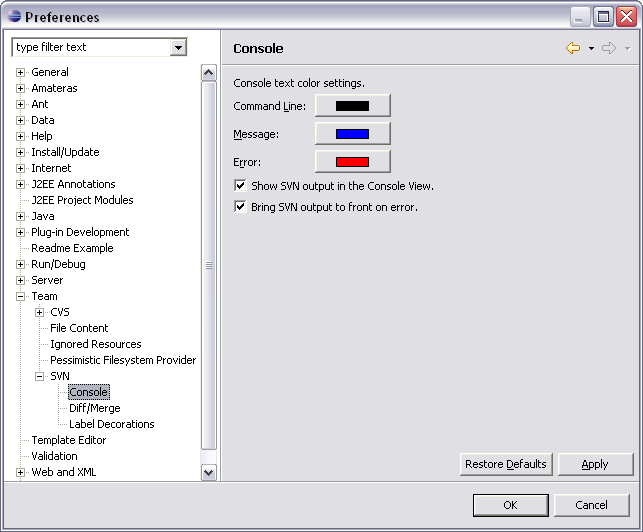 Preferences
type filter text
General
Amateras
Ant
Data
Help
Install/Update
Internet
J2EE Annotations
J2EE Project Modules
Java
Plug-in Development
Readme Example
Run/Debug
Server
Team
CVS
File Content
Ignored Resources
Pessimistic Filesystem Provider
SVN
Console
Diff/Merge
Label Decorations
Template Editor
Validation
Web and XML
Console
Console text color settings.
Command Line:
Message:
Error:
Show SVN output in the Console View.
Bring SVN output to front on error.
Restore Defaults
Apply
OK
Cancel